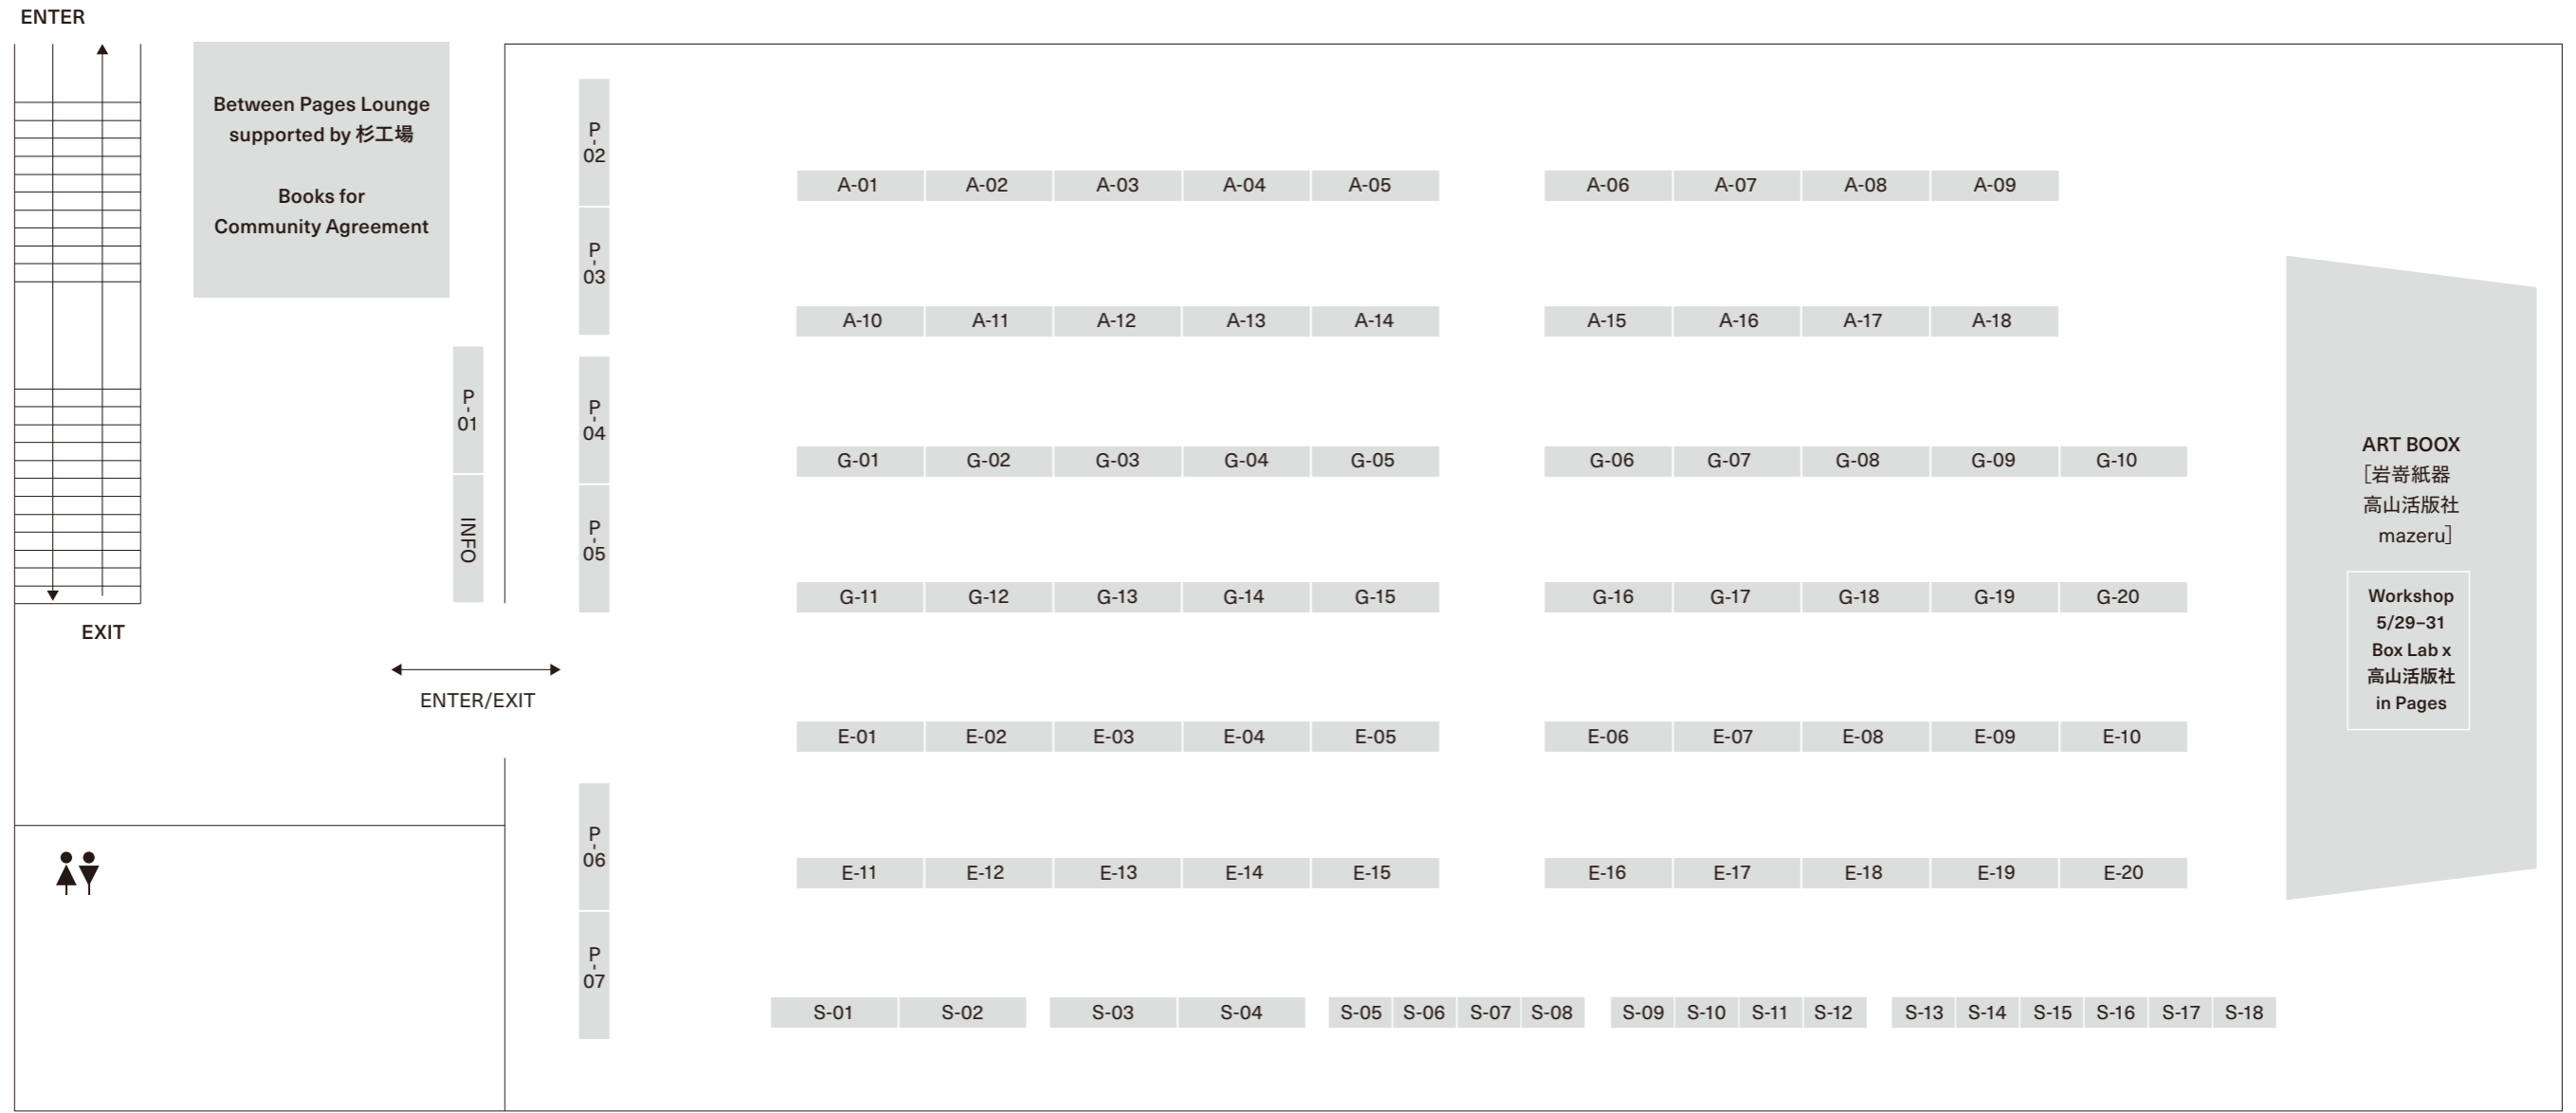 ENTER
Between Pages Lounge
supported by 杉工場
Books for
Community Agreement
P-01
INFO
EXIT
ENTER/EXIT
P-02
P-03
P-04
P-05
P-06
P-07
A-01 A-02 A-03 A-04 A-05 A-06 A-07 A-08 A-09
A-10 A-11 A-12 A-13 A-14 A-15 A-16 A-17 A-18
G-01 G-02 G-03 G-04 G-05 G-06 G-07 G-08 G-09 G-10
G-11 G-12 G-13 G-14 G-15 G-16 G-17 G-18 G-19 G-20
E-01 E-02 E-03 E-04 E-05 E-06 E-07 E-08 E-09 E-10
E-11 E-12 E-13 E-14 E-15 E-16 E-17 E-18 E-19 E-20
S-01 S-02 S-03 S-04 S-05 S-06 S-07 S-08 S-09 S-10 S-11 S-12 S-13 S-14 S-15 S-16 S-17 S-18
ART BOOX
［岩嵜紙器
高山活版社
mazeru］
Workshop
5/29–31
Box Lab x
高山活版社
in Pages